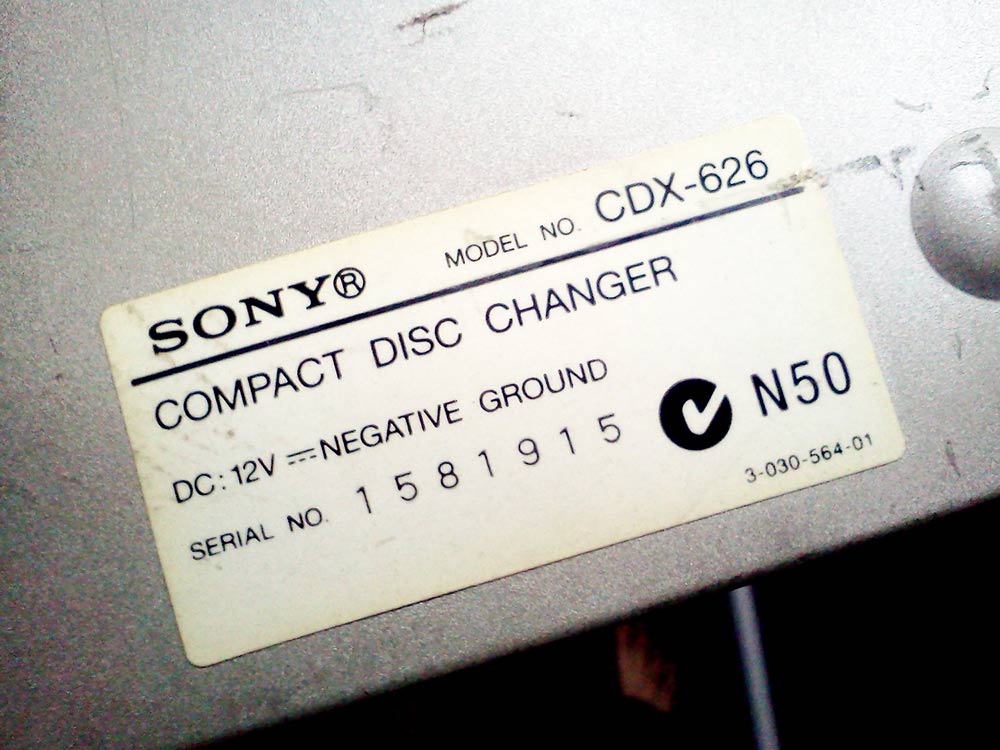 SONY® MODEL NO. CDX-626
COMPACT DISC CHANGER
DC: 12V ⎓ NEGATIVE GROUND
SERIAL NO. 1581915
N50
3-030-564-01